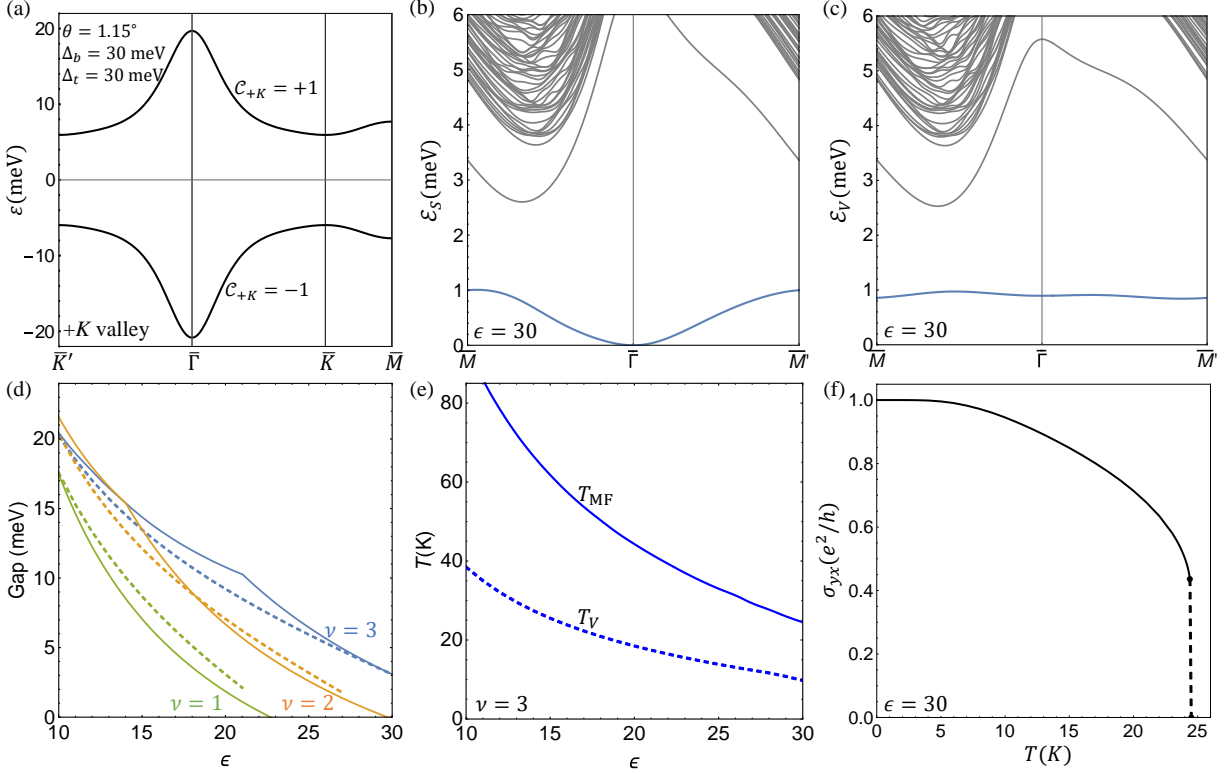 (a)
θ = 1.15°
Δ_b = 30 meV
Δ_t = 30 meV
𝒞_{+K} = +1
𝒞_{+K} = −1
+K valley
ε(meV)
20
10
0
−10
−20
K̅′
Γ̅
K̅
M̅
(b)
ℰ_S(meV)
6
5
4
3
2
1
0
ϵ = 30
M̅
Γ̅
M̅′
(c)
ℰ_V(meV)
6
5
4
3
2
1
0
ϵ = 30
M̅
Γ̅
M̅′
(d)
Gap (meV)
20
15
10
5
0
ν = 3
ν = 1
ν = 2
10
15
20
25
30
ϵ
(e)
T(K)
80
60
40
20
0
T_MF
T_V
ν = 3
10
15
20
25
30
ϵ
(f)
σ_yx(e²/h)
1.0
0.8
0.6
0.4
0.2
0.0
ϵ = 30
0
5
10
15
20
25
T(K)